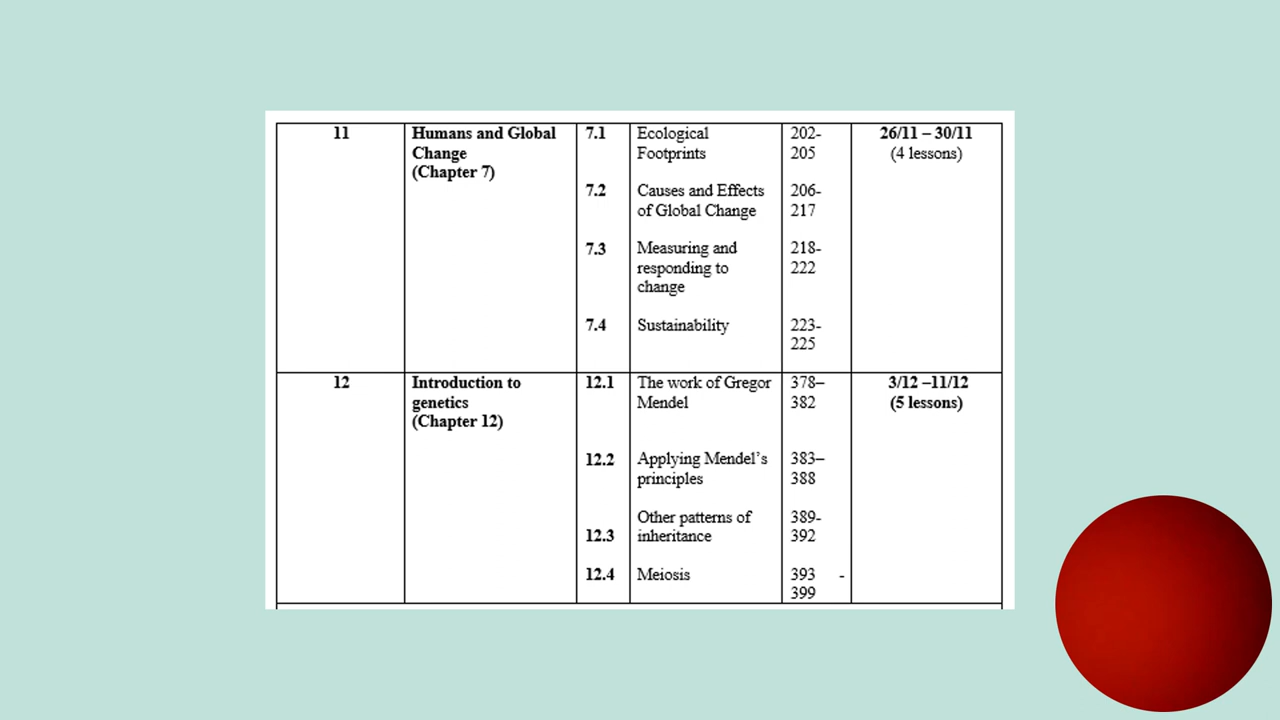 11
Humans and Global
Change
(Chapter 7)
7.1
Ecological
Footprints
202-
205
26/11 – 30/11
(4 lessons)
7.2
Causes and Effects
of Global Change
206-
217
7.3
Measuring and
responding to
change
218-
222
7.4
Sustainability
223-
225
12
Introduction to
genetics
(Chapter 12)
12.1
The work of Gregor
Mendel
378–
382
3/12 –11/12
(5 lessons)
12.2
Applying Mendel’s
principles
383–
388
12.3
Other patterns of
inheritance
389-
392
12.4
Meiosis
393 -
399